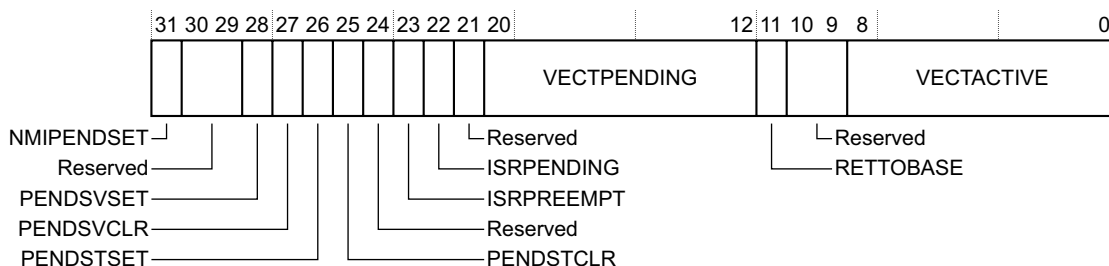 31 30 29 28 27 26 25 24 23 22 21 20 12 11 10 9 8 0
VECTPENDING VECTACTIVE
NMIPENDSET Reserved Reserved
Reserved ISRPENDING RETTOBASE
PENDSVSET ISRPREEMPT
PENDSVCLR Reserved
PENDSTSET PENDSTCLR